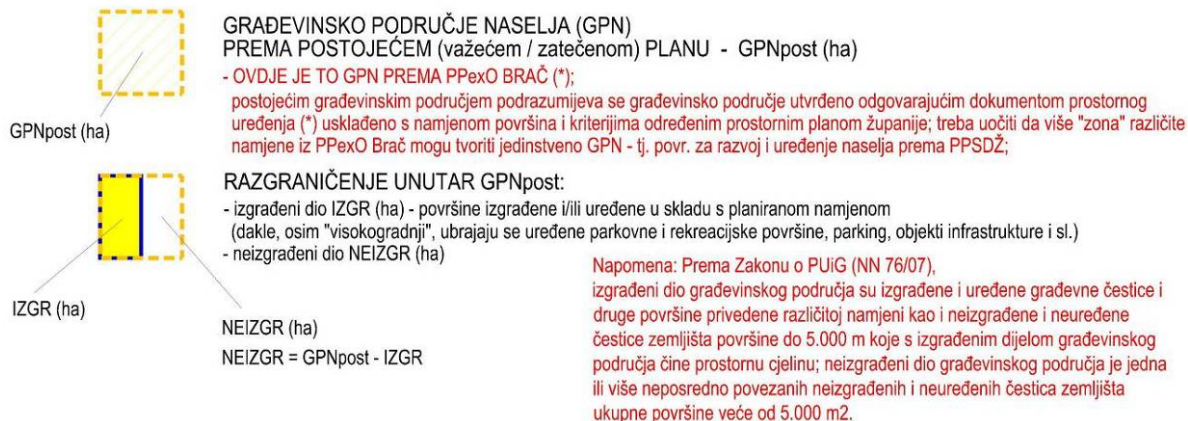 GRAĐEVINSKO PODRUČJE NASELJA (GPN)
PREMA POSTOJEĆEM (važećem / zatečenom) PLANU - GPNpost (ha)
- OVDJE JE TO GPN PREMA PPexO BRAČ (*);
postojećim građevinskim područjem podrazumijeva se građevinsko područje utvrđeno odgovarajućim dokumentom prostornog
uređenja (*) usklađeno s namjenom površina i kriterijima određenim prostornim planom županije; treba uočiti da više "zona" različite
namjene iz PPexO Brač mogu tvoriti jedinstveno GPN - tj. povr. za razvoj i uređenje naselja prema PPSDŽ;
GPNpost (ha)
RAZGRANIČENJE UNUTAR GPNpost:
- izgrađeni dio IZGR (ha) - površine izgrađene i/ili uređene u skladu s planiranom namjenom
(dakle, osim "visokogradnji", ubrajaju se uređene parkovne i rekreacijske površine, parking, objekti infrastrukture i sl.)
- neizgrađeni dio NEIZGR (ha)
IZGR (ha)
NEIZGR (ha)
NEIZGR = GPNpost - IZGR
Napomena: Prema Zakonu o PUiG (NN 76/07),
izgrađeni dio građevinskog područja su izgrađene i uređene građevne čestice i
druge površine privedene različitoj namjeni kao i neizgrađene i neuređene
čestice zemljišta površine do 5.000 m koje s izgrađenim dijelom građevinskog
područja čine prostornu cjelinu; neizgrađeni dio građevinskog područja je jedna
ili više neposredno povezanih neizgrađenih i neuređenih čestica zemljišta
ukupne površine veće od 5.000 m2.